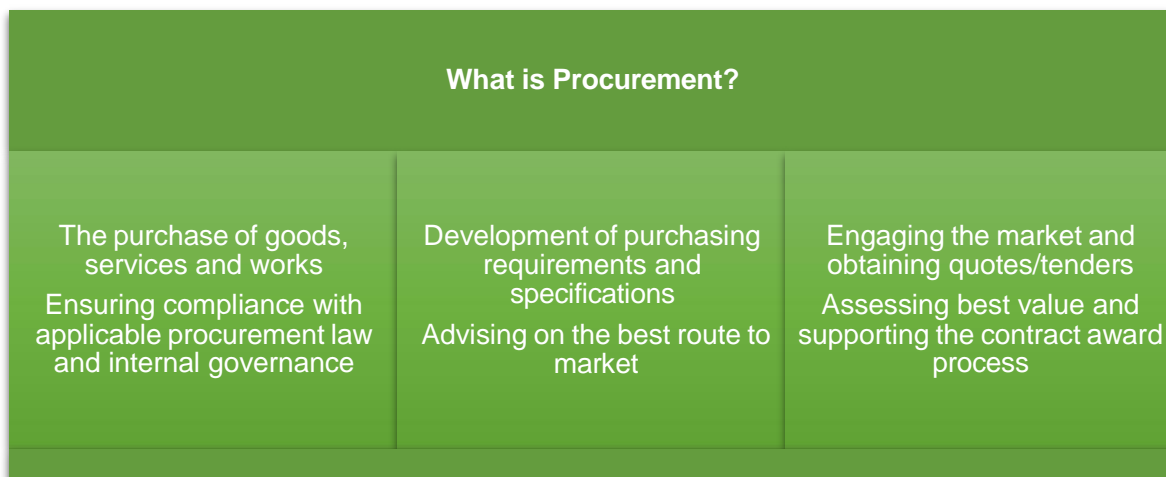 What is Procurement?
The purchase of goods,
services and works
Ensuring compliance with
applicable procurement law
and internal governance
Development of purchasing
requirements and
specifications
Advising on the best route to
market
Engaging the market and
obtaining quotes/tenders
Assessing best value and
supporting the contract award
process